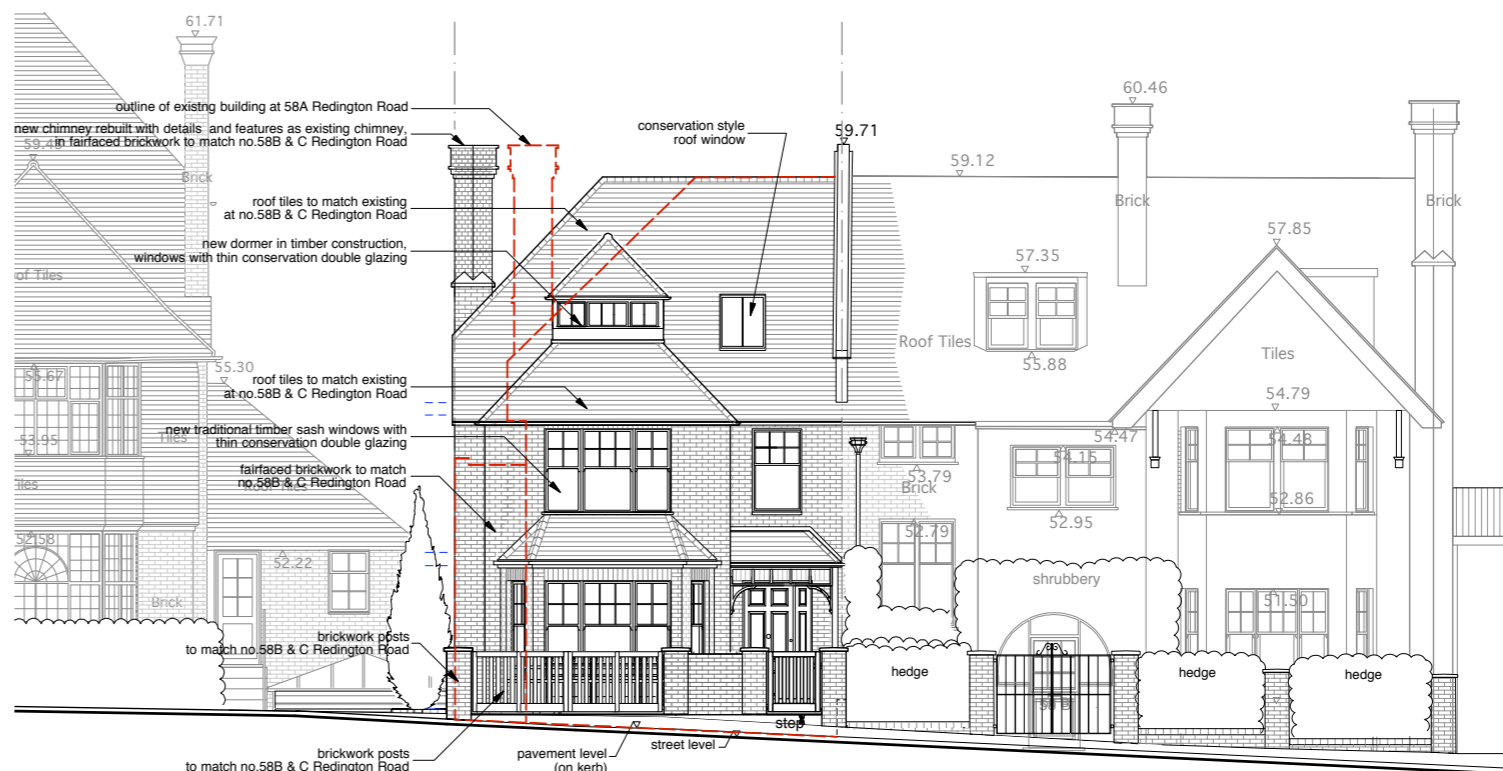 61.71
outline of existng building at 58A Redington Road
new chimney rebuilt with details and features as existing chimney,
in fairfaced brickwork to match no.58B & C Redington Road
conservation style
roof window
59.71
60.46
59.12
Brick
Brick
Brick
roof tiles to match existing
at no.58B & C Redington Road
new dormer in timber construction,
windows with thin conservation double glazing
57.85
57.35
of Tiles
Roof Tiles
Tiles
55.88
55.67
55.30
roof tiles to match existing
at no.58B & C Redington Road
54.79
new traditional timber sash windows with
thin conservation double glazing
53.95
Tiles
54.47
54.48
54.15
fairfaced brickwork to match
no.58B & C Redington Road
53.79
Brick
iles
Roof Tiles
52.95
52.86
52.58
52.22
52.79
shrubbery
Brick
51.50
brickwork posts
to match no.58B & C Redington Road
hedge
hedge
hedge
step
brickwork posts
to match no.58B & C Redington Road
pavement level
(on kerb)
street level